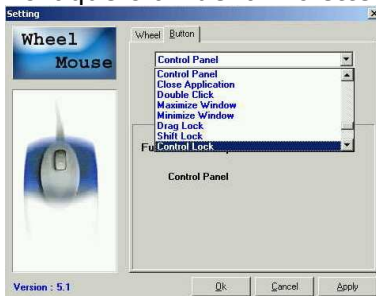 Setting
Wheel
Mouse
Wheel
Button
Control Panel
Control Panel
Close Application
Double Click
Maximize Window
Minimize Window
Drag Lock
Shift Lock
Control Lock
Fu
Control Panel
Version : 5.1
Ok
Cancel
Apply